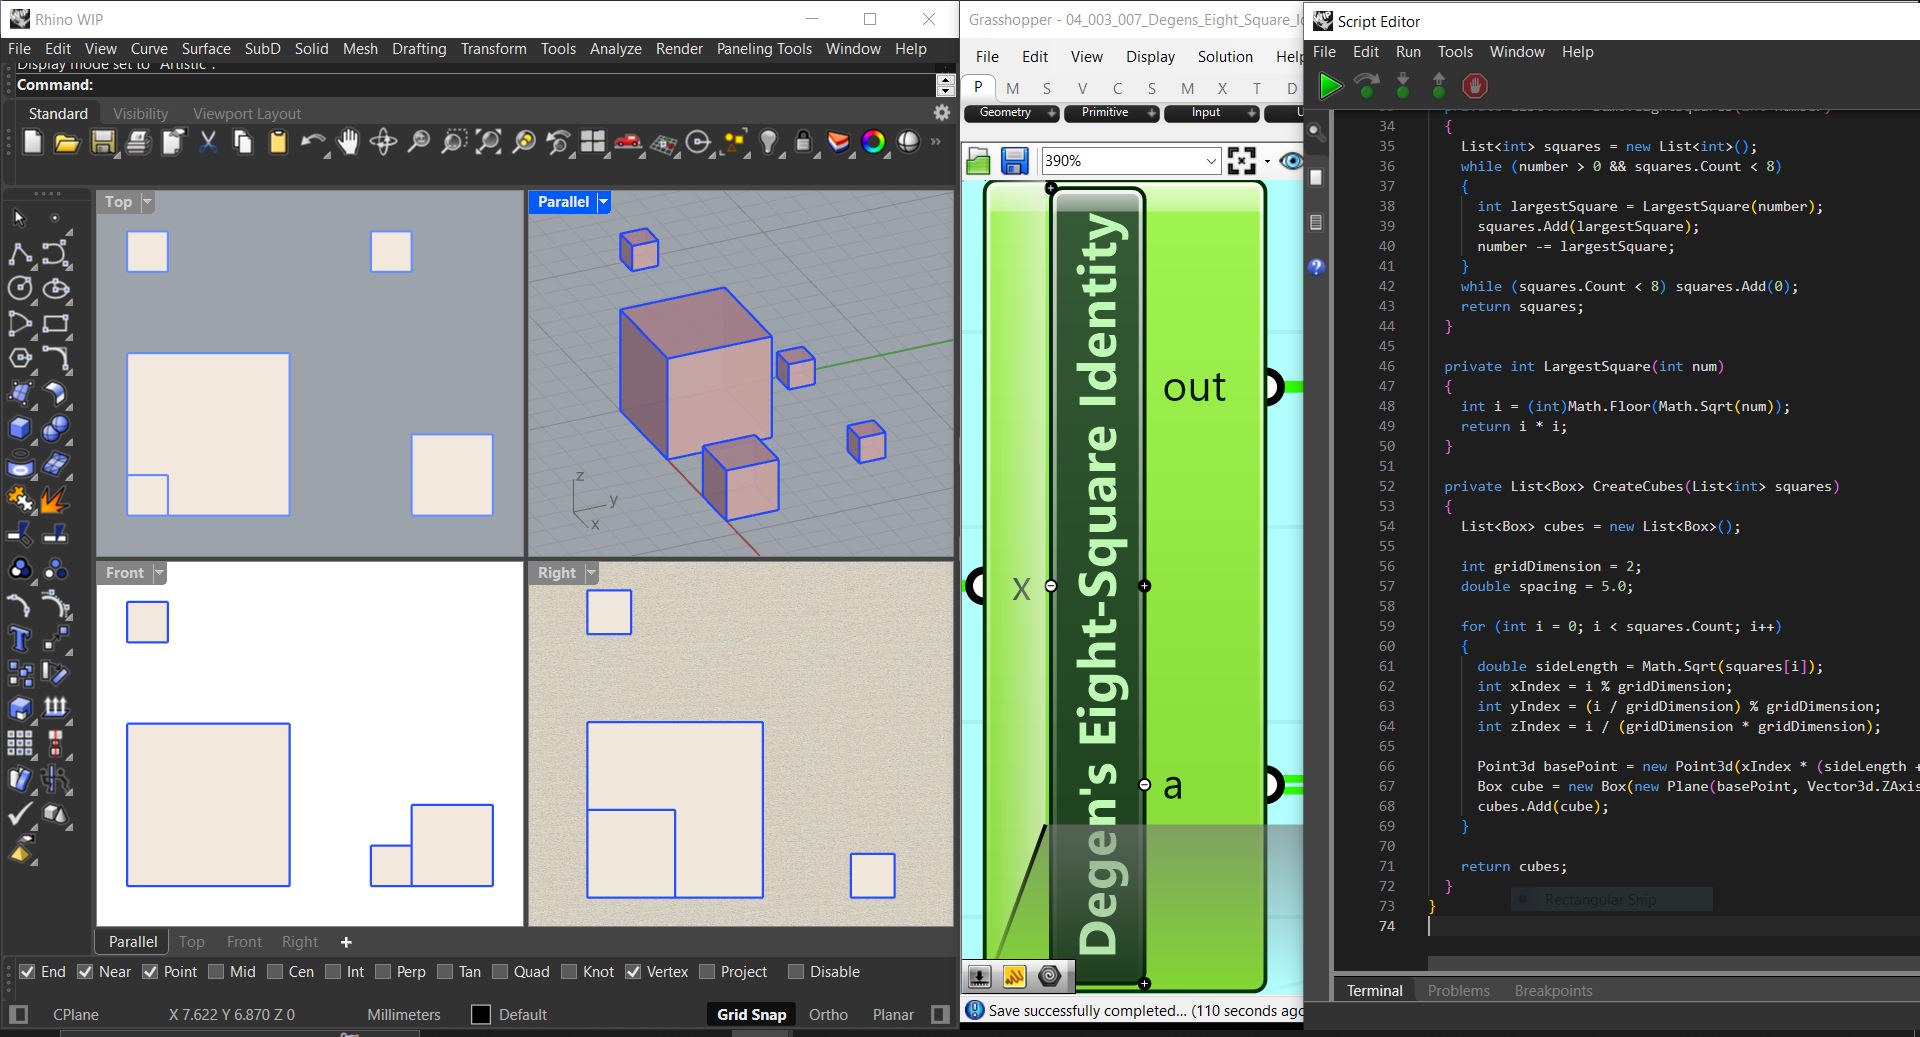 Rhino WIP
File Edit View Curve Surface SubD Solid Mesh Drafting Transform Tools Analyze Render Paneling Tools Window Help
Display mode set to "Artistic".
Command:
Standard Visibility Viewport Layout
Top
Parallel
z
y
x
Front
Right
Parallel Top Front Right
End Near Point Mid Cen Int Perp Tan Quad Knot Vertex Project Disable
CPlane X 7.622 Y 6.870 Z 0 Millimeters Default Grid Snap Ortho Planar
Grasshopper - 04_003_007_Degens_Eight_Square_I
File Edit View Display Solution Help
P M S V C S M X T D
Geometry Primitive Input U
390%
x
Degen's Eight-Square Identity
out
a
Save successfully completed... (110 seconds ago
Script Editor
File Edit Run Tools Window Help
34 {
35 List<int> squares = new List<int>();
36 while (number > 0 && squares.Count < 8)
37 {
38 int largestSquare = LargestSquare(number);
39 squares.Add(largestSquare);
40 number -= largestSquare;
41 }
42 while (squares.Count < 8) squares.Add(0);
43 return squares;
44 }
45
46 private int LargestSquare(int num)
47 {
48 int i = (int)Math.Floor(Math.Sqrt(num));
49 return i * i;
50 }
51
52 private List<Box> CreateCubes(List<int> squares)
53 {
54 List<Box> cubes = new List<Box>();
55
56 int gridDimension = 2;
57 double spacing = 5.0;
58
59 for (int i = 0; i < squares.Count; i++)
60 {
61 double sideLength = Math.Sqrt(squares[i]);
62 int xIndex = i % gridDimension;
63 int yIndex = (i / gridDimension) % gridDimension;
64 int zIndex = i / (gridDimension * gridDimension);
65
66 Point3d basePoint = new Point3d(xIndex * (sideLength +
67 Box cube = new Box(new Plane(basePoint, Vector3d.ZAxis
68 cubes.Add(cube);
69 }
70
71 return cubes;
72 }
73 }
74
Rectangular Snip
Terminal Problems Breakpoints